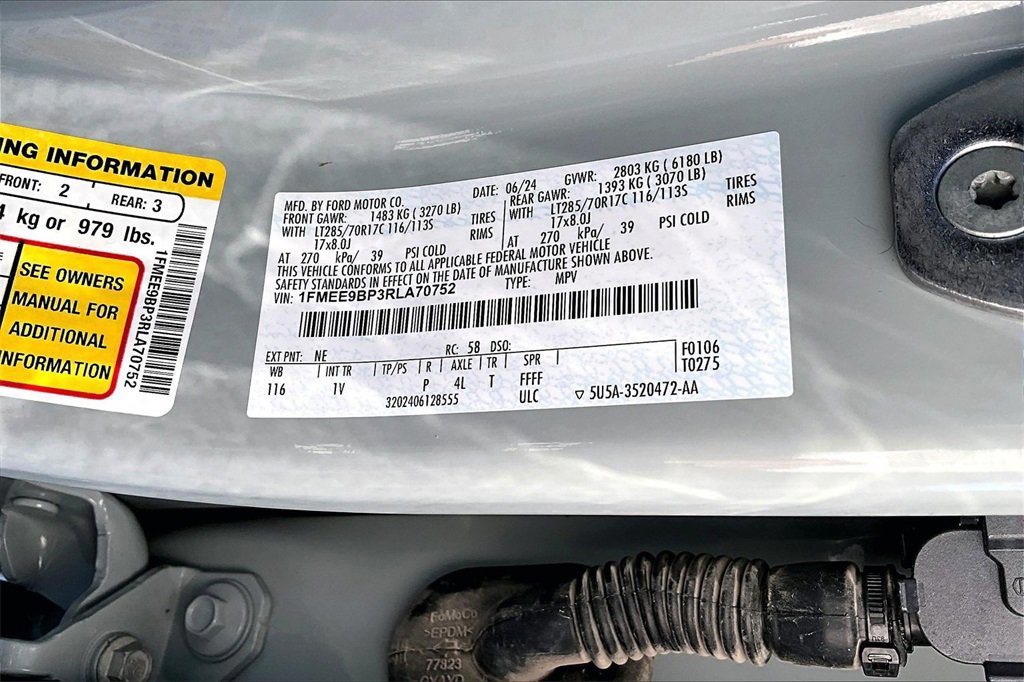 ING INFORMATION
FRONT: 2 REAR: 3
kg or 979 lbs.
SEE OWNERS
MANUAL FOR
ADDITIONAL
INFORMATION
1FMEE9BP3RLA70752
MFD. BY FORD MOTOR CO. DATE: 06/24 GVWR: 2803 KG ( 6180 LB)
FRONT GAWR: 1483 KG ( 3270 LB) REAR GAWR: 1393 KG ( 3070 LB)
WITH LT285/70R17C 116/113S TIRES WITH LT285/70R17C 116/113S TIRES
17x8.0J RIMS 17x8.0J RIMS
AT 270 kPa/ 39 PSI COLD AT 270 kPa/ 39 PSI COLD
THIS VEHICLE CONFORMS TO ALL APPLICABLE FEDERAL MOTOR VEHICLE
SAFETY STANDARDS IN EFFECT ON THE DATE OF MANUFACTURE SHOWN ABOVE.
VIN: 1FMEE9BP3RLA70752 TYPE: MPV
EXT PNT: NE RC: 58 DSO: F0106
WB INT TR TP/PS R AXLE TR SPR T0275
116 1V P 4L T FFFF
3202406128555 ULC ▽ 5U5A-3520472-AA
FoMoCo
>EPDM<
77823